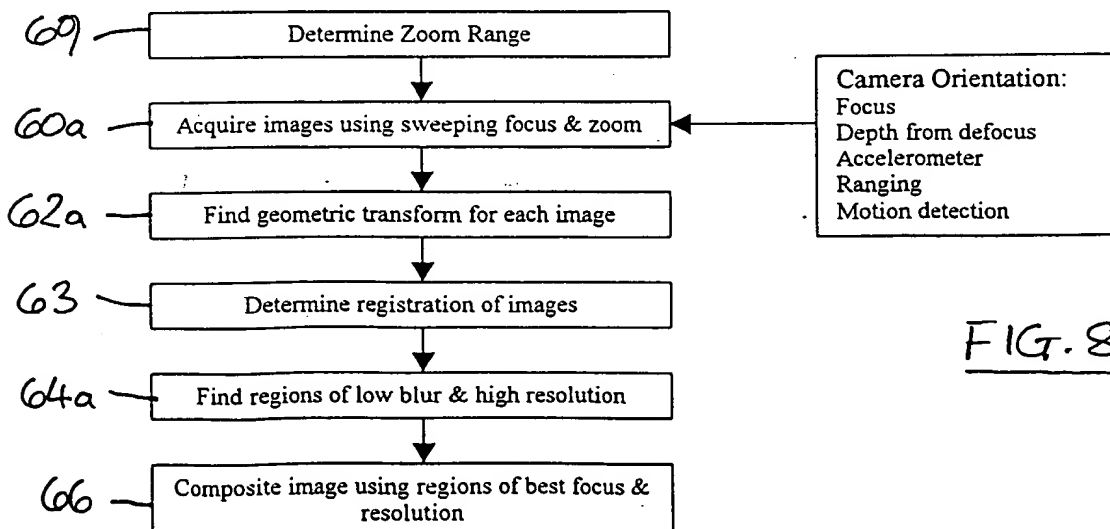 69
Determine Zoom Range
60a
Acquire images using sweeping focus & zoom
62a
Find geometric transform for each image
63
Determine registration of images
64a
Find regions of low blur & high resolution
66
Composite image using regions of best focus &
resolution
Camera Orientation:
Focus
Depth from defocus
Accelerometer
Ranging
Motion detection
FIG. 8